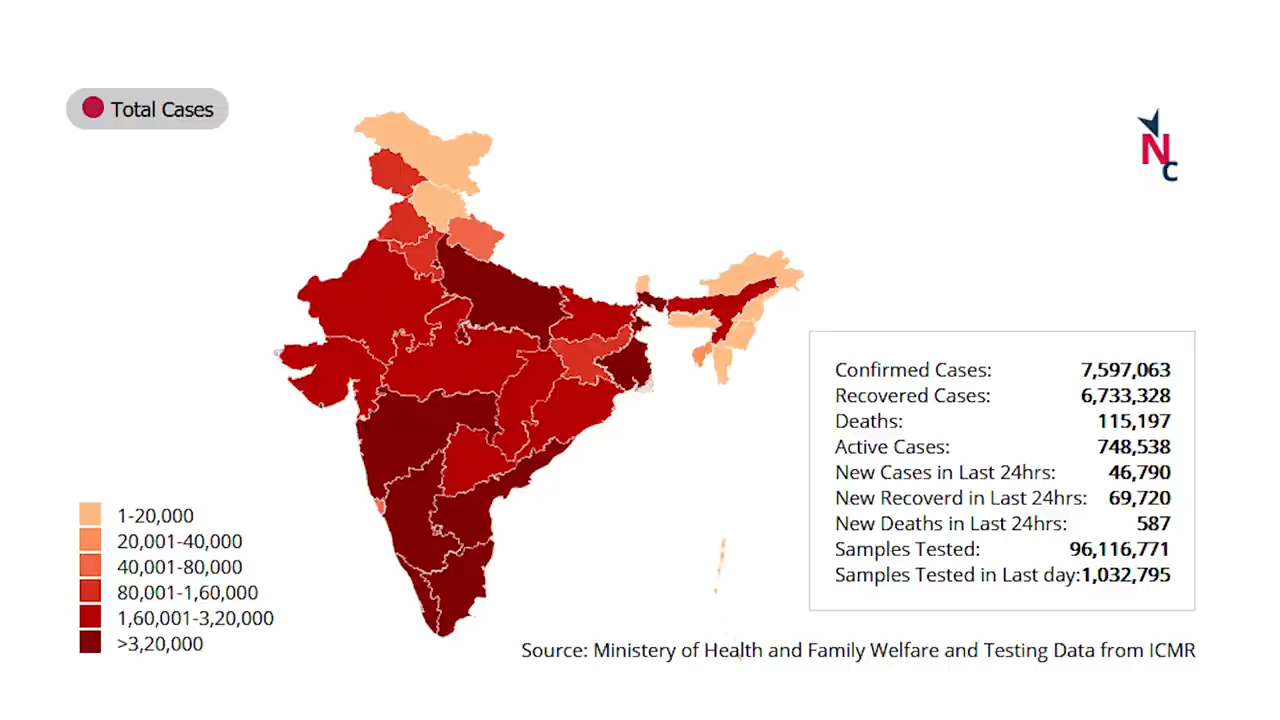 Total Cases
N
C
Confirmed Cases: 7,597,063
Recovered Cases: 6,733,328
Deaths: 115,197
Active Cases: 748,538
New Cases in Last 24hrs: 46,790
New Recoverd in Last 24hrs: 69,720
New Deaths in Last 24hrs: 587
Samples Tested: 96,116,771
Samples Tested in Last day:1,032,795
1-20,000
20,001-40,000
40,001-80,000
80,001-1,60,000
1,60,001-3,20,000
>3,20,000
Source: Ministery of Health and Family Welfare and Testing Data from ICMR